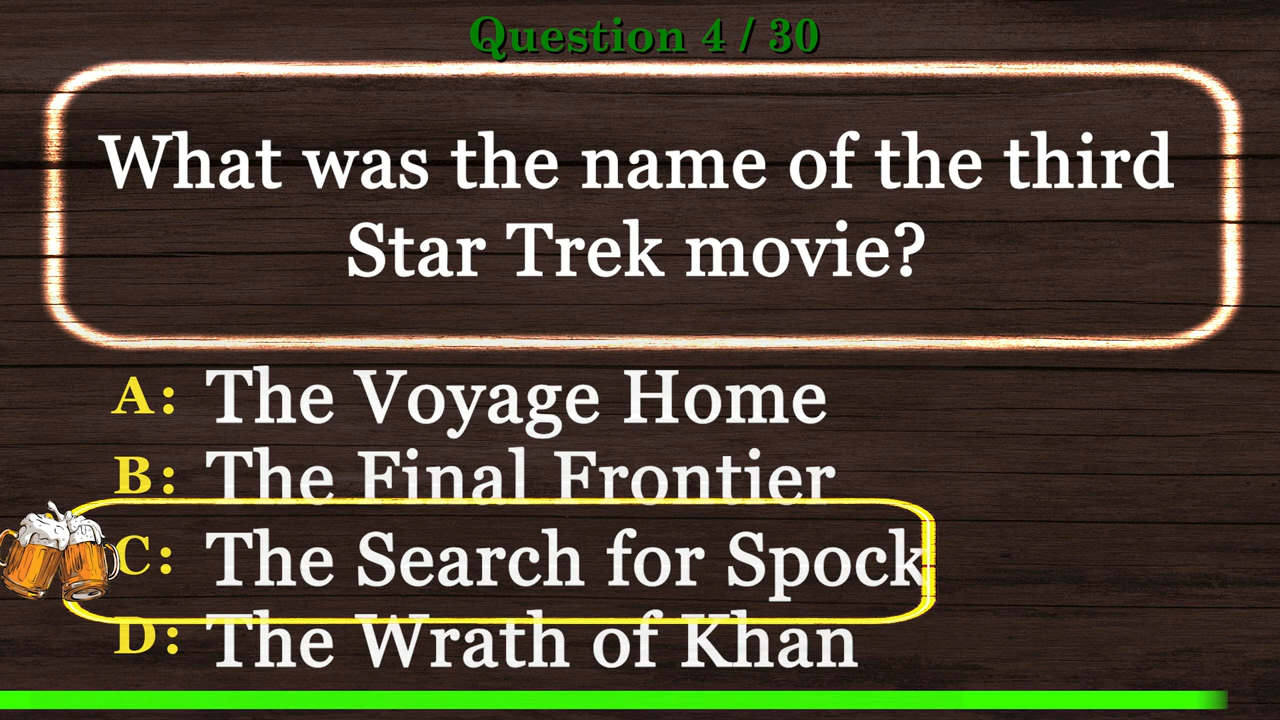 Question 4 / 30
What was the name of the third
Star Trek movie?
A: The Voyage Home
B: The Final Frontier
C: The Search for Spock
D: The Wrath of Khan